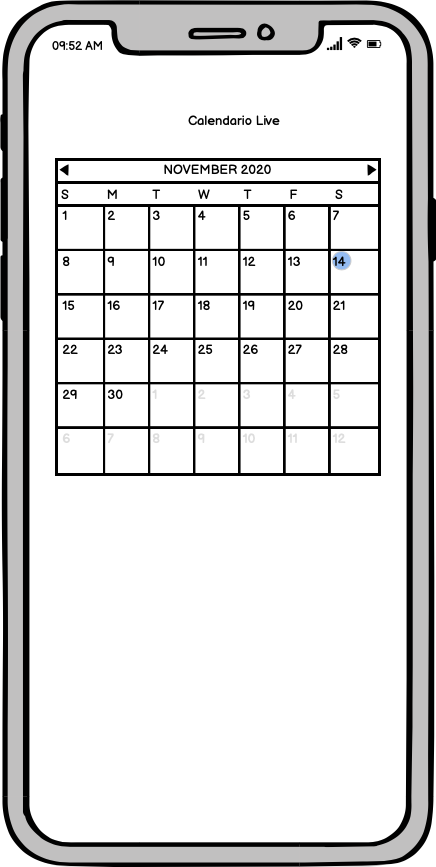 09:52 AM
Calendario Live
NOVEMBER 2020
S M T W T F S
1 2 3 4 5 6 7
8 9 10 11 12 13 14
15 16 17 18 19 20 21
22 23 24 25 26 27 28
29 30 1 2 3 4 5
6 7 8 9 10 11 12